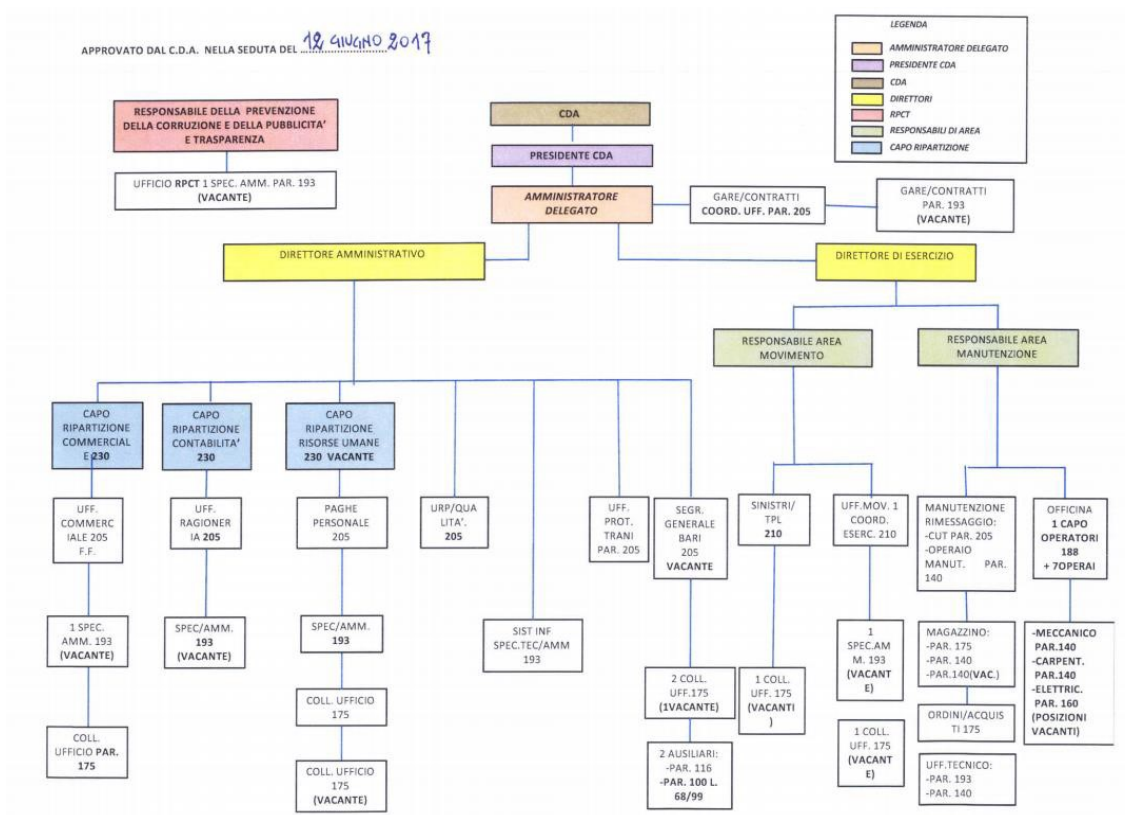 APPROVATO DAL C.D.A. NELLA SEDUTA DEL 12 GIUGNO 2017
LEGENDA
AMMINISTRATORE DELEGATO
PRESIDENTE CDA
CDA
DIRETTORI
RPCT
RESPONSABILI DI AREA
CAPO RIPARTIZIONE
RESPONSABILE DELLA PREVENZIONE
DELLA CORRUZIONE E DELLA PUBBLICITA'
E TRASPARENZA
UFFICIO RPCT 1 SPEC. AMM. PAR. 193
(VACANTE)
CDA
PRESIDENTE CDA
AMMINISTRATORE
DELEGATO
GARE/CONTRATTI
COORD. UFF. PAR. 205
GARE/CONTRATTI
PAR. 193
(VACANTE)
DIRETTORE AMMINISTRATIVO
DIRETTORE DI ESERCIZIO
RESPONSABILE AREA
MOVIMENTO
RESPONSABILE AREA
MANUTENZIONE
CAPO
RIPARTIZIONE
COMMERCIAL
E 230
CAPO
RIPARTIZIONE
CONTABILITA'
230
CAPO
RIPARTIZIONE
RISORSE UMANE
230 VACANTE
UFF.
COMMERC
IALE 205
F.F.
UFF.
RAGIONER
IA 205
PAGHE
PERSONALE
205
URP/QUA
LITA'.
205
UFF.
PROT.
TRANI
PAR. 205
SEGR.
GENERALE
BARI
205
VACANTE
SINISTRI/
TPL
210
UFF.MOV. 1
COORD.
ESERC. 210
MANUTENZIONE
RIMESSAGGIO:
-CUT PAR. 205
-OPERAIO
MANUT. PAR.
140
OFFICINA
1 CAPO
OPERATORI
188
+ 7OPERAI
1 SPEC.
AMM. 193
(VACANTE)
SPEC/AMM.
193
(VACANTE)
SPEC/AMM.
193
SIST INF
SPEC.TEC/AMM
193
2 COLL.
UFF.175
(1VACANTE)
1 COLL.
UFF. 175
(VACANTI
)
1
SPEC.AM
M. 193
(VACANT
E)
MAGAZZINO:
-PAR. 175
-PAR. 140
-PAR.140(VAC.)
-MECCANICO
PAR.140
-CARPENT.
PAR.140
-ELETTRIC.
PAR. 160
(POSIZIONI
VACANTI)
COLL.
UFFICIO PAR.
175
COLL. UFFICIO
175
COLL. UFFICIO
175
(VACANTE)
2 AUSILIARI:
-PAR. 116
-PAR. 100 L.
68/99
1 COLL.
UFF. 175
(VACANT
E)
ORDINI/ACQUIS
TI 175
UFF.TECNICO:
-PAR. 193
-PAR. 140